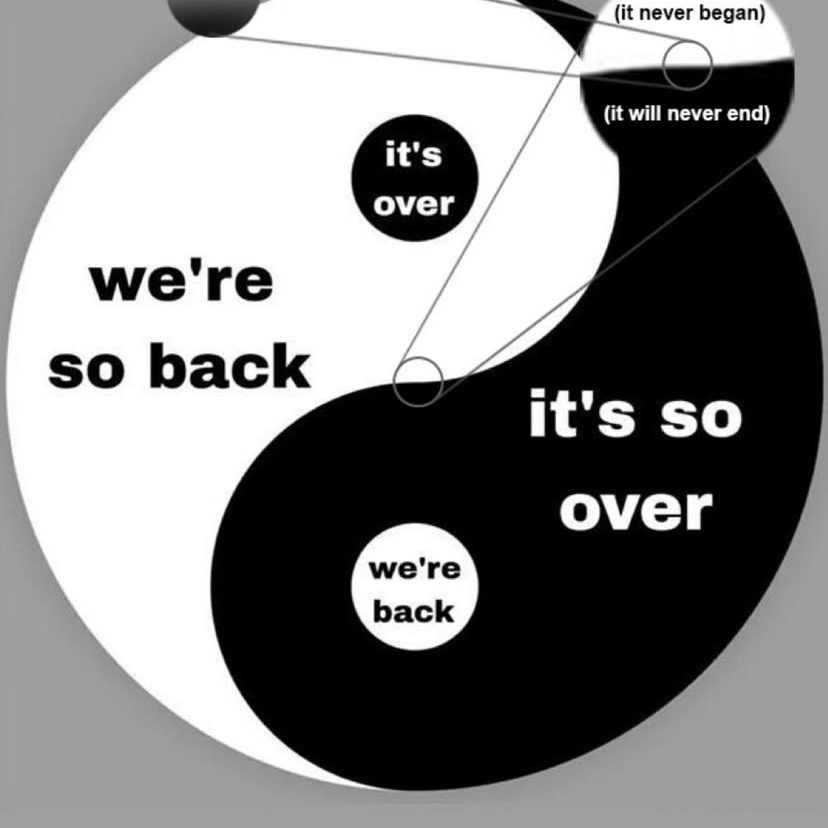 (it never began)
(it will never end)
it's
over
we're
so back
it's so
over
we're
back